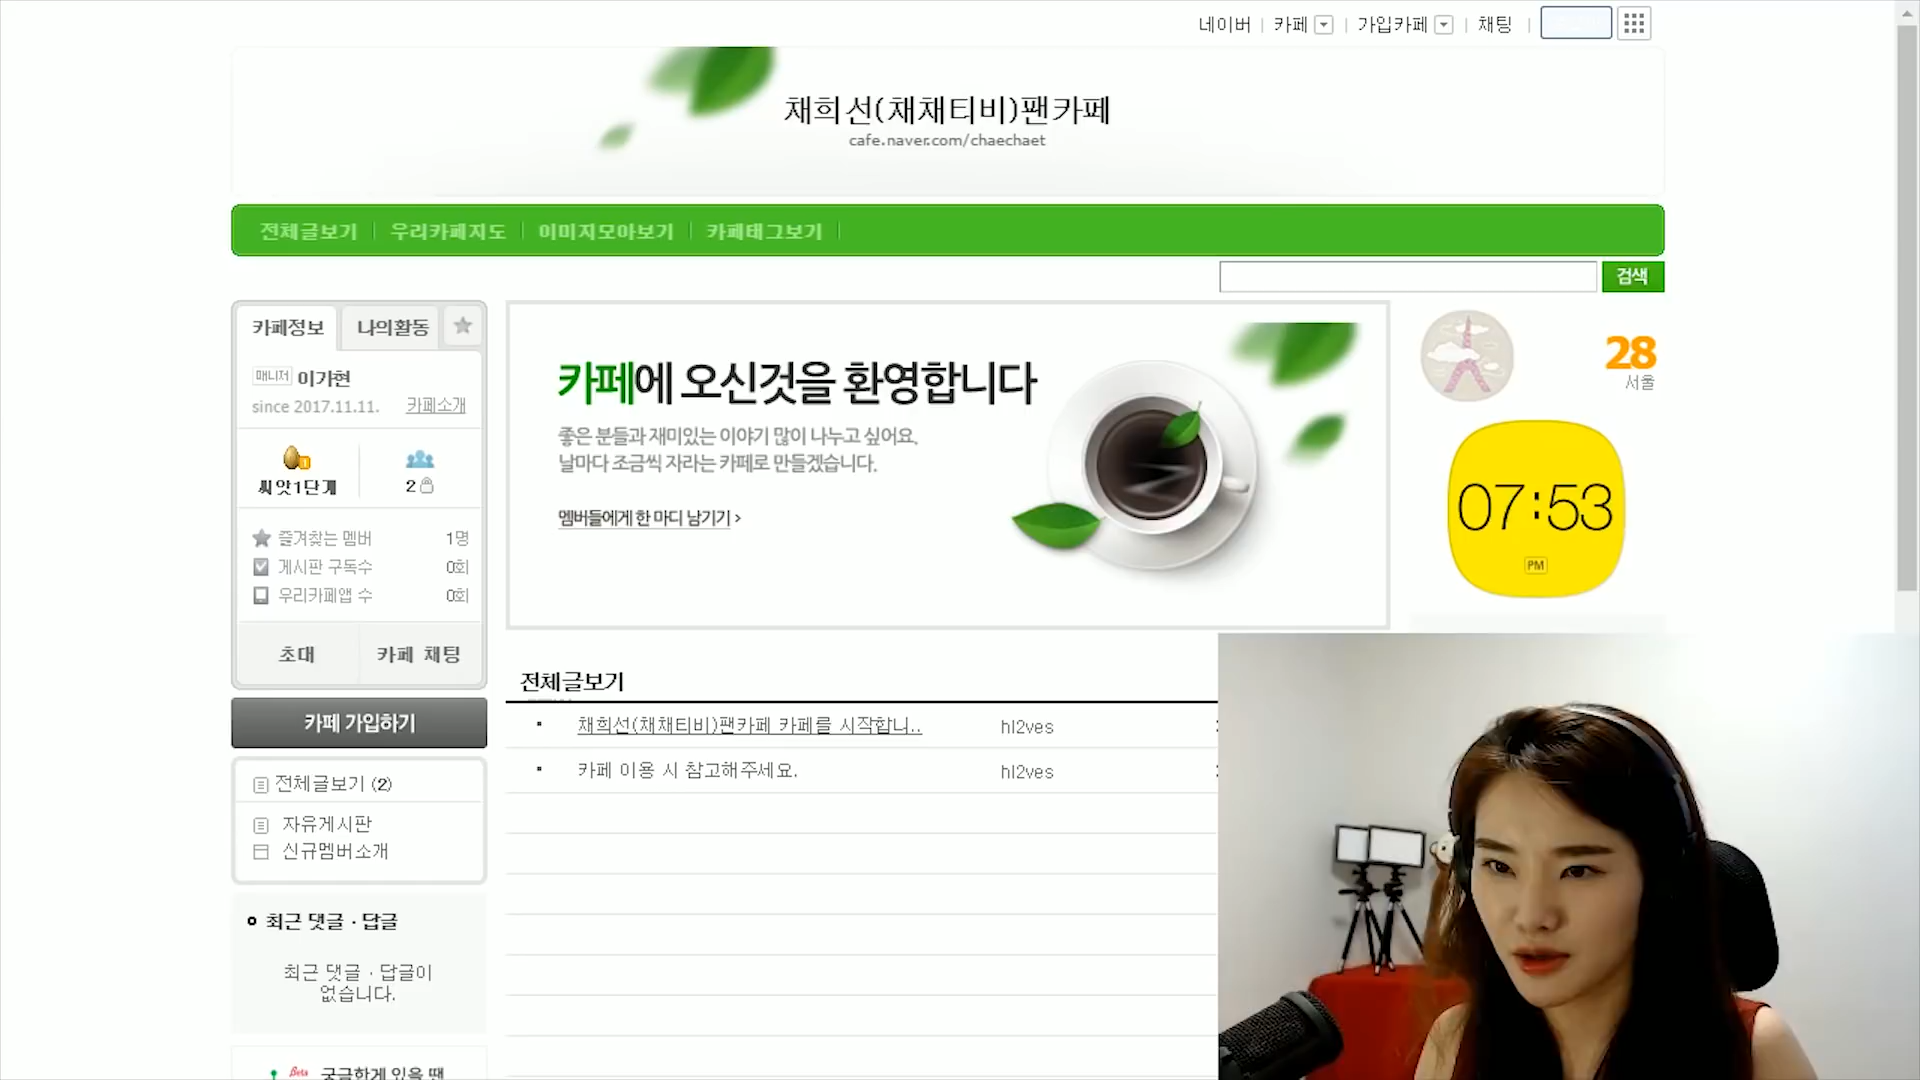 네이버 | 카페 | 가입카페 | 채팅 |
채희선(채채티비)팬카페
cafe.naver.com/chaechaet
전체글보기 | 우리카페지도 | 이미지모아보기 | 카페태그보기 |
검색
카페정보 나의활동
매니저 이기현
since 2017.11.11. 카페소개
씨앗1단계 2
즐겨찾는 멤버 1명
게시판 구독수 0회
우리카페앱 수 0회
초대 카페 채팅
카페 가입하기
전체글보기 (2)
자유게시판
신규멤버소개
최근 댓글 · 답글
최근 댓글 · 답글이
없습니다.
Beta 궁금한게 있을 땐
카페에 오신것을 환영합니다
좋은 분들과 재미있는 이야기 많이 나누고 싶어요.
날마다 조금씩 자라는 카페로 만들겠습니다.
멤버들에게 한 마디 남기기 >
28
서울
07:53
PM
전체글보기
채희선(채채티비)팬카페 카페를 시작합니.. hl2ves
카페 이용 시 참고해주세요. hl2ves